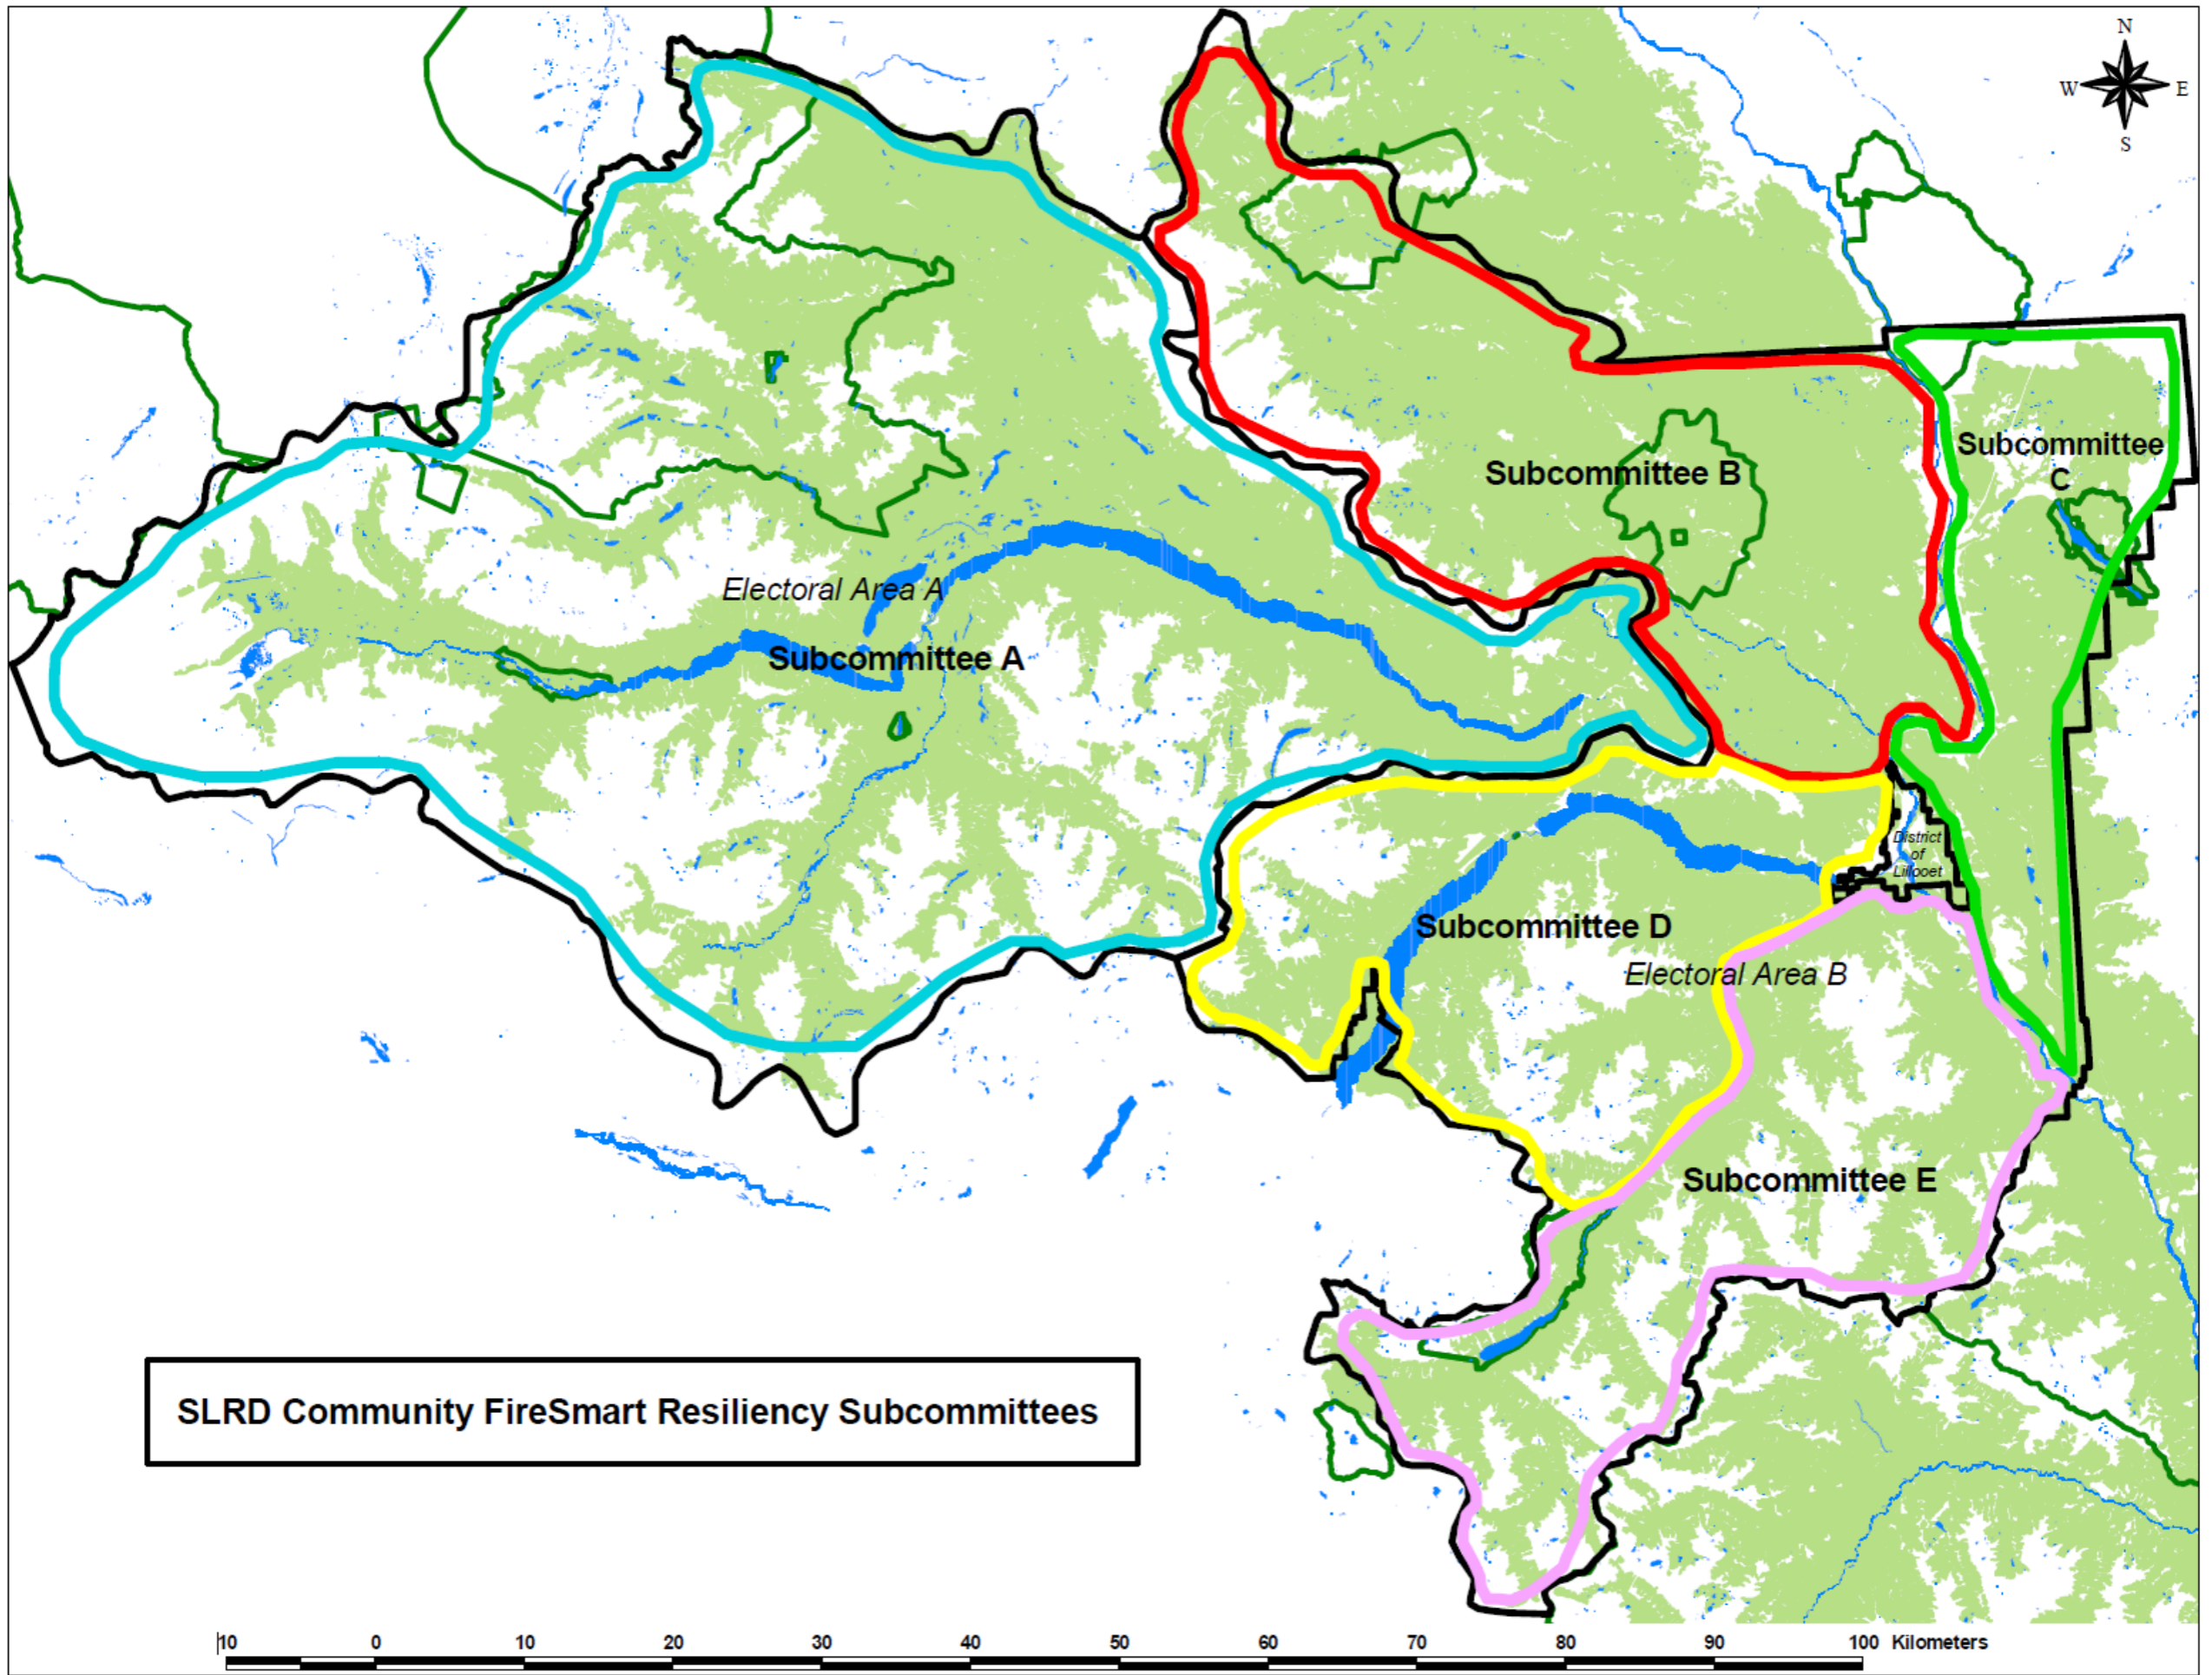 N
W E
S
Subcommittee
C
Subcommittee B
Electoral Area A
Subcommittee A
District
of
Lillooet
Subcommittee D
Electoral Area B
Subcommittee E
SLRD Community FireSmart Resiliency Subcommittees
10 0 10 20 30 40 50 60 70 80 90 100 Kilometers